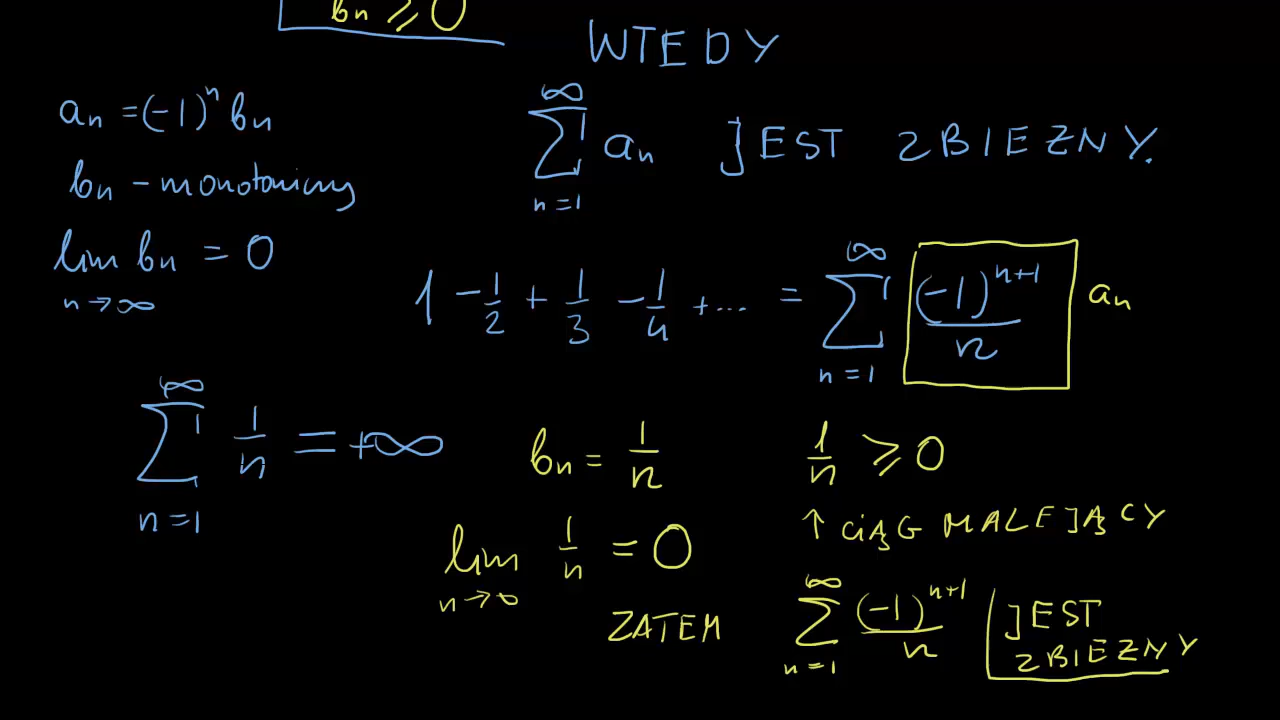 bn ≥ 0
WTEDY
an = (-1)^n bn
∞ ∑ n=1 an JEST ZBIEZNY.
bn - monotoniczny
lim n→∞ bn = 0
1 - 1/2 + 1/3 - 1/4 + ... = ∞ ∑ n=1 (-1)^n+1 / n an
∞ ∑ n=1 1/n = +∞
bn = 1/n
1/n ≥ 0
↑ CIĄG MALEJĄCY
lim n→∞ 1/n = 0
ZATEM ∞ ∑ n=1 (-1)^n+1 / n JEST
ZBIEZNY